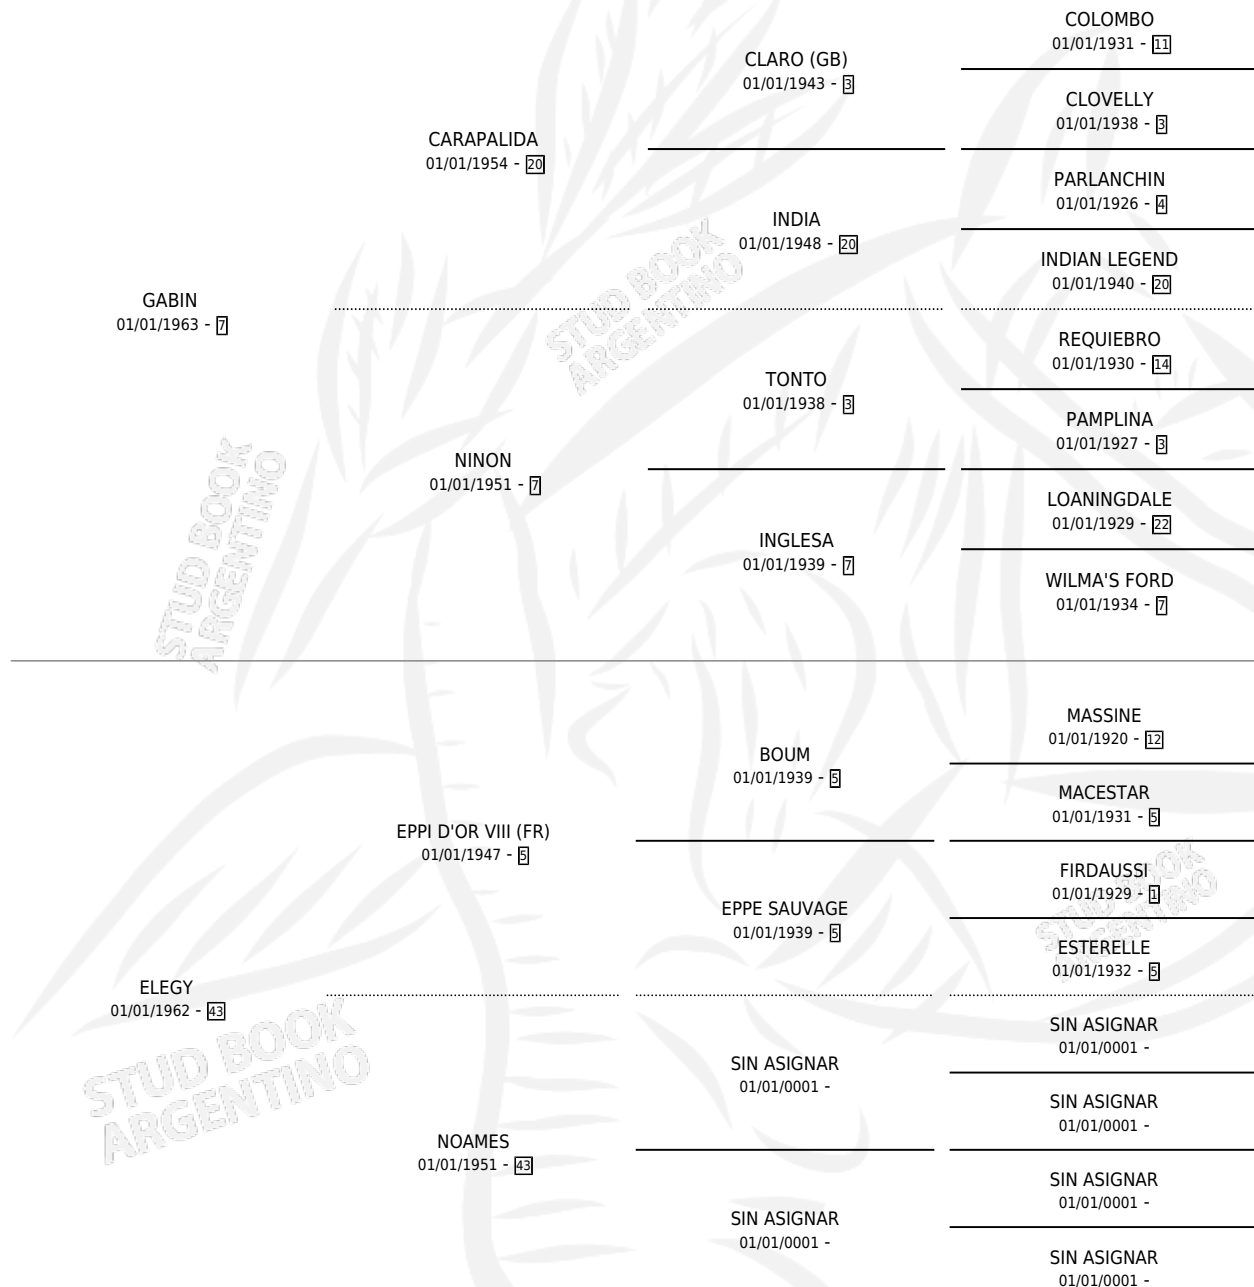 COLOMBO
01/01/1931 - 11
CLARO (GB)
01/01/1943 - 3
CLOVELLY
01/01/1938 - 3
CARAPALIDA
01/01/1954 - 20
PARLANCHIN
01/01/1926 - 4
INDIA
01/01/1948 - 20
INDIAN LEGEND
01/01/1940 - 20
GABIN
01/01/1963 - 7
REQUIEBRO
01/01/1930 - 14
TONTO
01/01/1938 - 3
PAMPLINA
01/01/1927 - 3
NINON
01/01/1951 - 7
LOANINGDALE
01/01/1929 - 22
INGLESA
01/01/1939 - 7
WILMA'S FORD
01/01/1934 - 7
MASSINE
01/01/1920 - 12
BOUM
01/01/1939 - 5
MACESTAR
01/01/1931 - 5
EPPI D'OR VIII (FR)
01/01/1947 - 5
FIRDAUSSI
01/01/1929 - 1
EPPE SAUVAGE
01/01/1939 - 5
ESTERELLE
01/01/1932 - 5
ELEGY
01/01/1962 - 43
SIN ASIGNAR
01/01/0001 -
SIN ASIGNAR
01/01/0001 -
SIN ASIGNAR
01/01/0001 -
NOAMES
01/01/1951 - 43
SIN ASIGNAR
01/01/0001 -
SIN ASIGNAR
01/01/0001 -
SIN ASIGNAR
01/01/0001 -
STUD BOOK
ARGENTINO
STUD BOOK
ARGENTINO
STUD BOOK
ARGENTINO
STUD BOOK
ARGENTINO